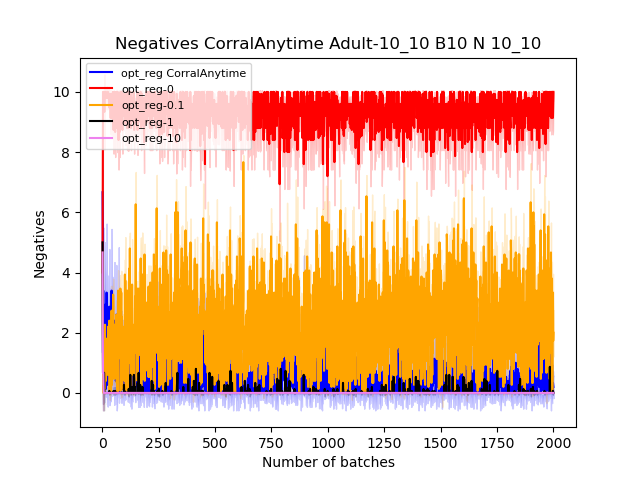 Negatives CorralAnytime Adult-10_10 B10 N 10_10
opt_reg CorralAnytime
opt_reg-0
opt_reg-0.1
opt_reg-1
opt_reg-10
10
8
6
4
2
0
Negatives
0 250 500 750 1000 1250 1500 1750 2000
Number of batches